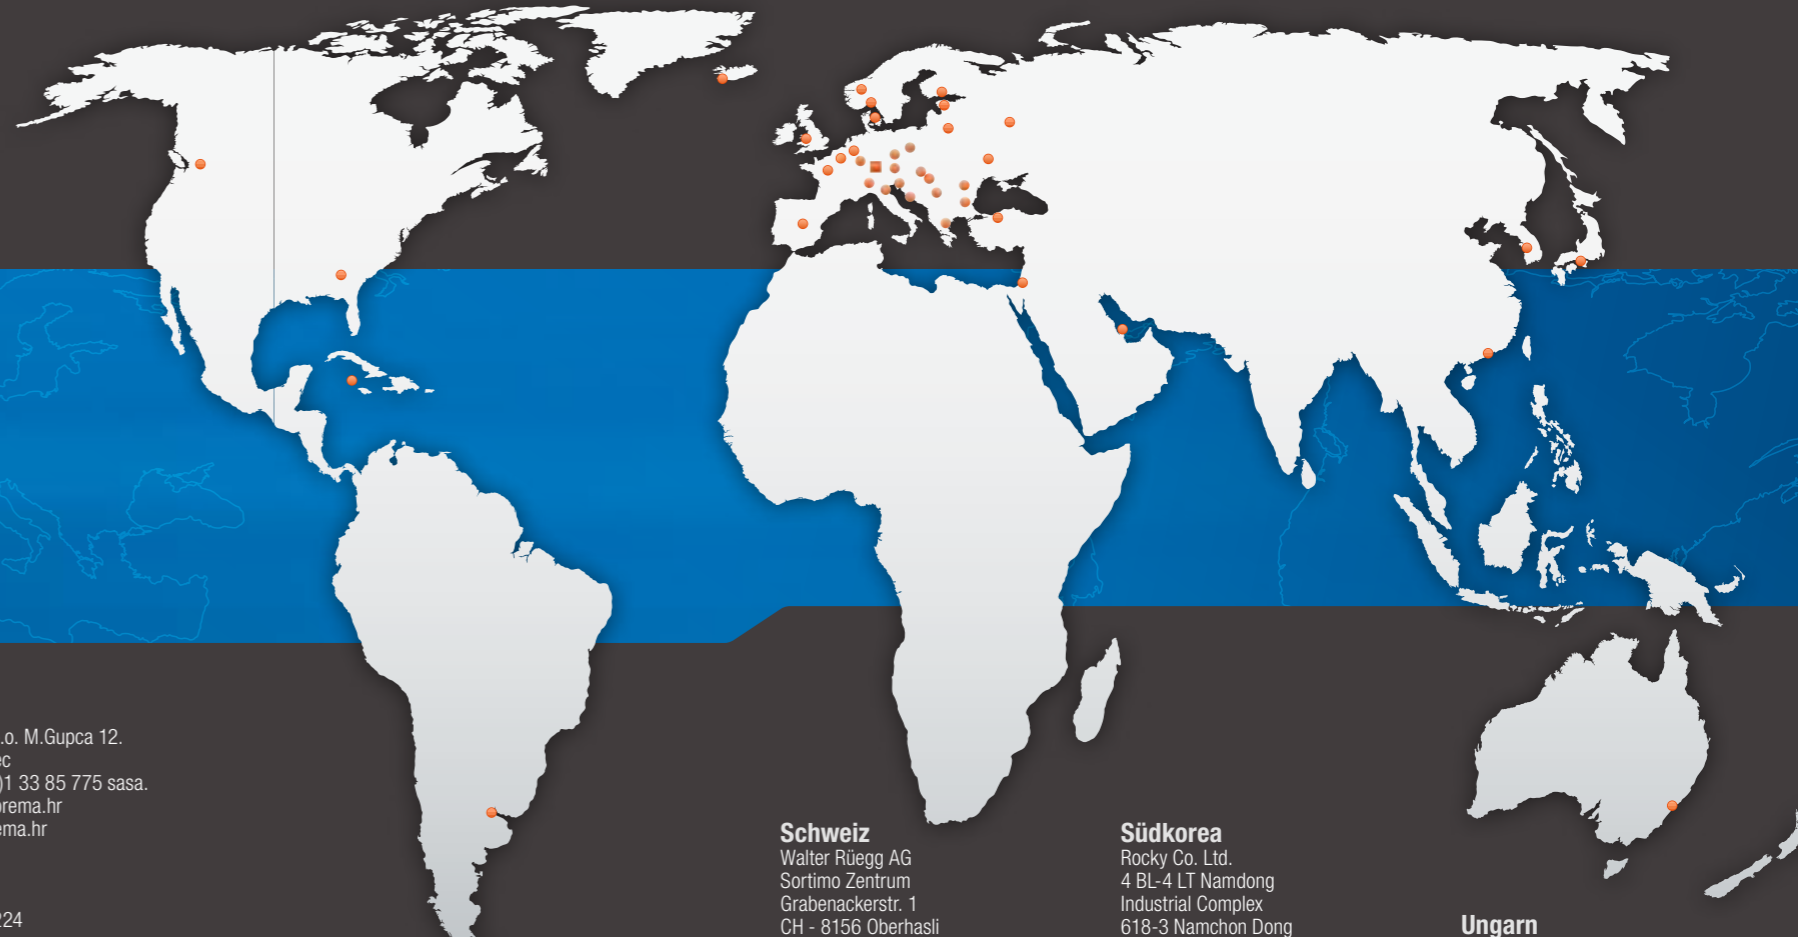 .o. M.Gupca 12.
ec
)1 33 85 775 sasa.
orema.hr
ema.hr
224
Schweiz
Walter Rüegg AG
Sortimo Zentrum
Grabenackerstr. 1
CH - 8156 Oberhasli
Südkorea
Rocky Co. Ltd.
4 BL-4 LT Namdong
Industrial Complex
618-3 Namchon Dong
Ungarn